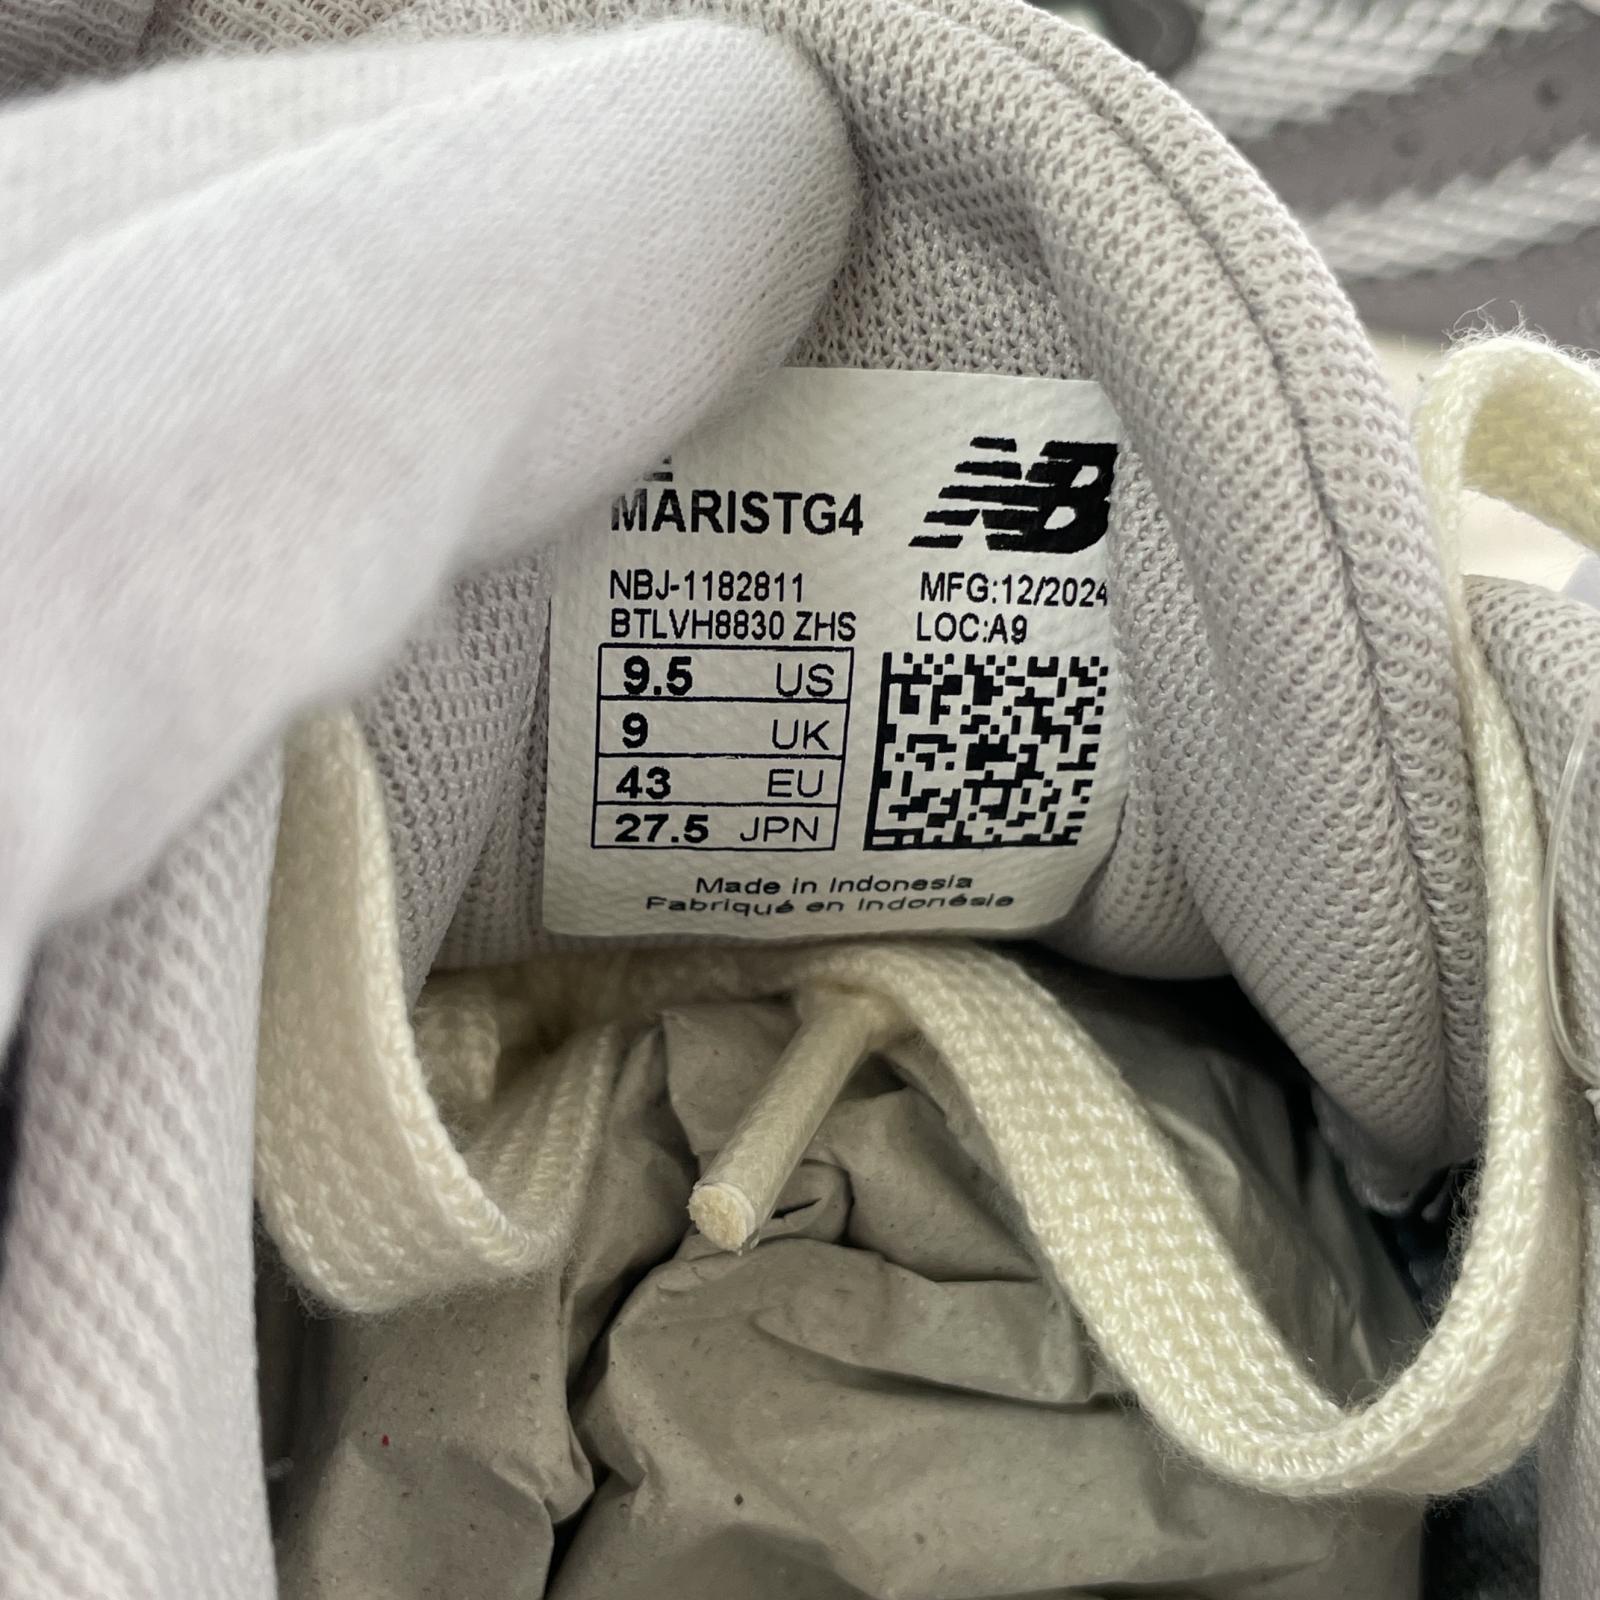 MARISTG4
NB
NBJ-1182811 MFG:12/2024
BTLVH8830 ZHS LOC:A9
9.5 US
9 UK
43 EU
27.5 JPN
Made in Indonesia
Fabriqué en Indonésie